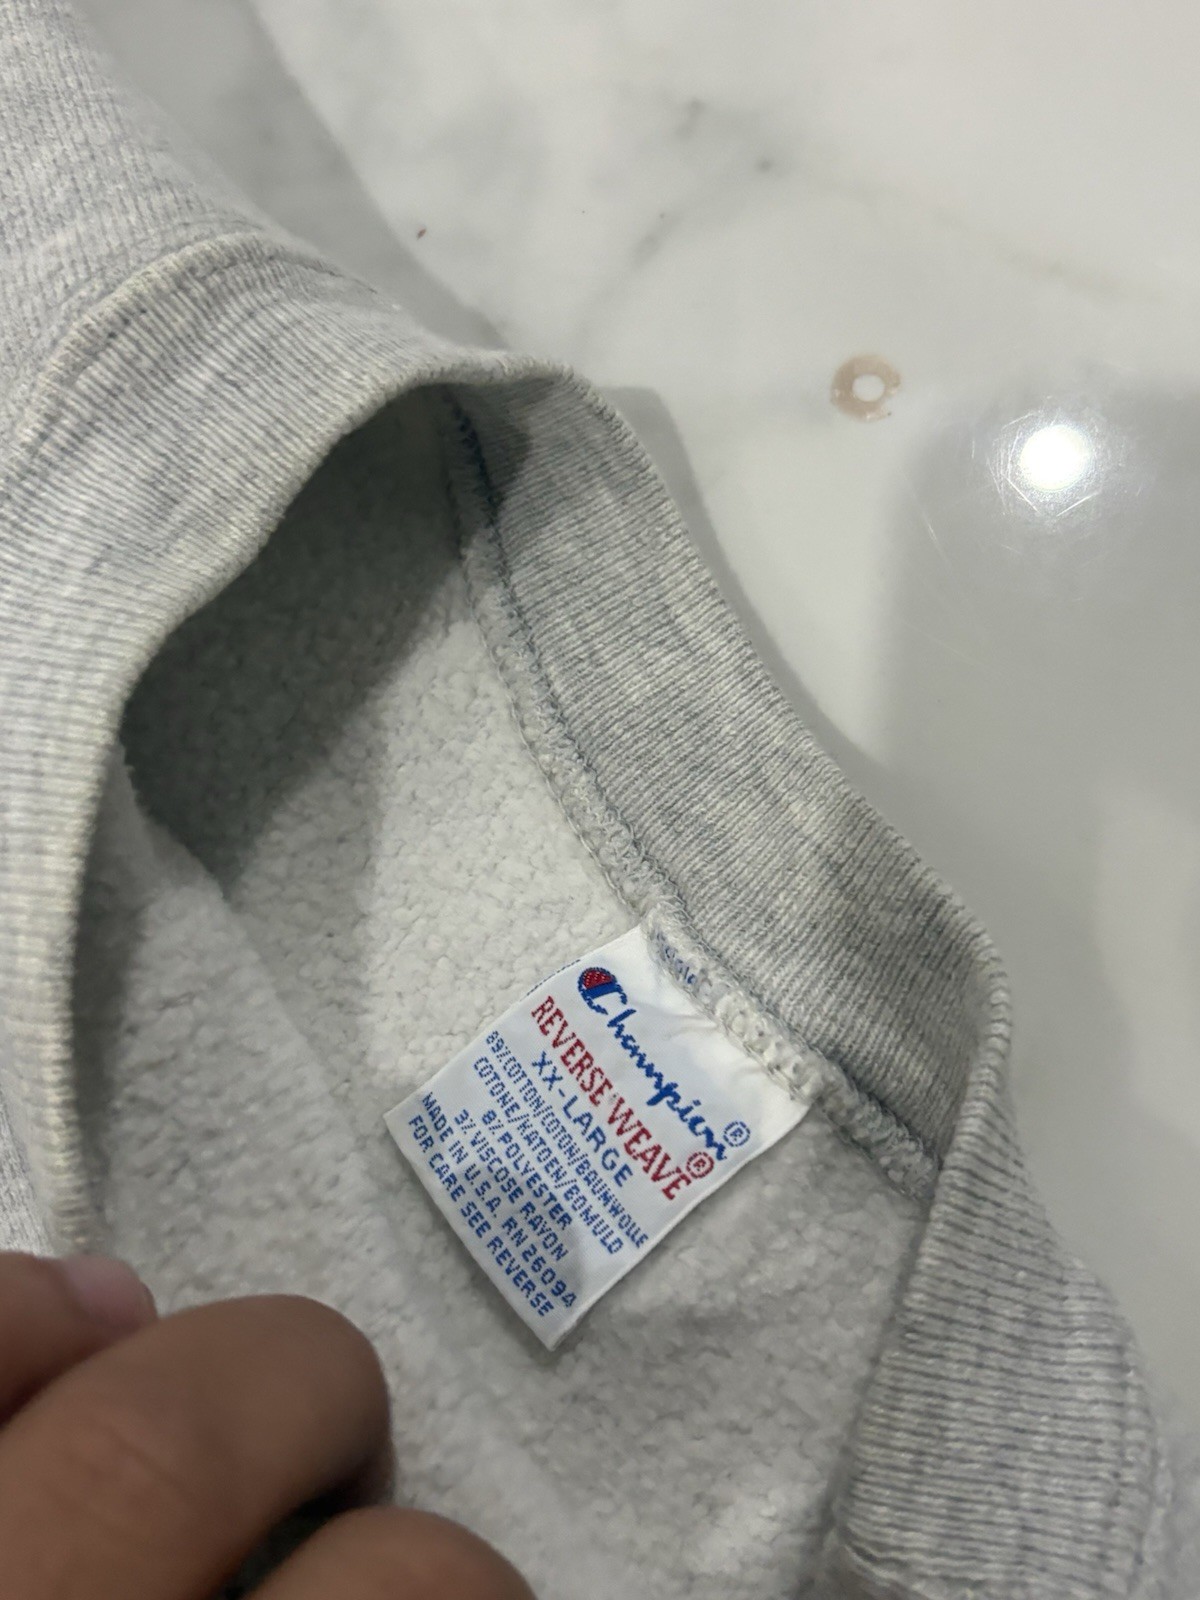 Champion®
REVERSE WEAVE®
XX-LARGE
89% COTTON/COTON/BAUMWOLLE
COTONE/KATOEN/BOMULD
8% POLYESTER
3% VISCOSE RAYON
MADE IN U.S.A. RN 26094
FOR CARE SEE REVERSE